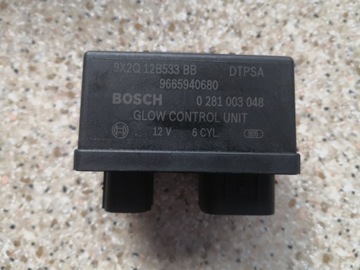 9X2Q 12B533 BB DTPSA
9665940680
BOSCH 0 281 003 048
GLOW CONTROL UNIT
12 V 6 CYL.